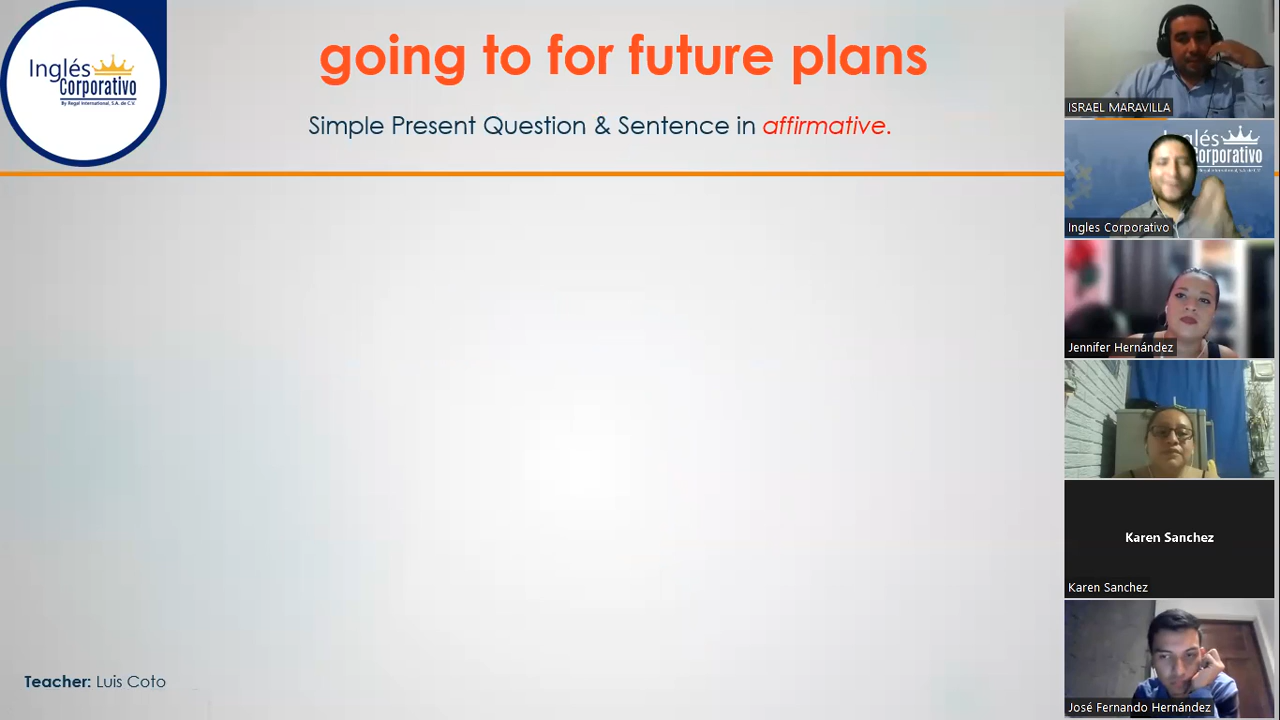 going to for future plans
Simple Present Question & Sentence in affirmative.
Inglés
Corporativo
By Regal International, S.A. de C.V.
Teacher: Luis Coto
ISRAEL MARAVILLA
Inglés
Corporativo
Ingles Corporativo
Jennifer Hernández
Karen Sanchez
Karen Sanchez
José Fernando Hernández